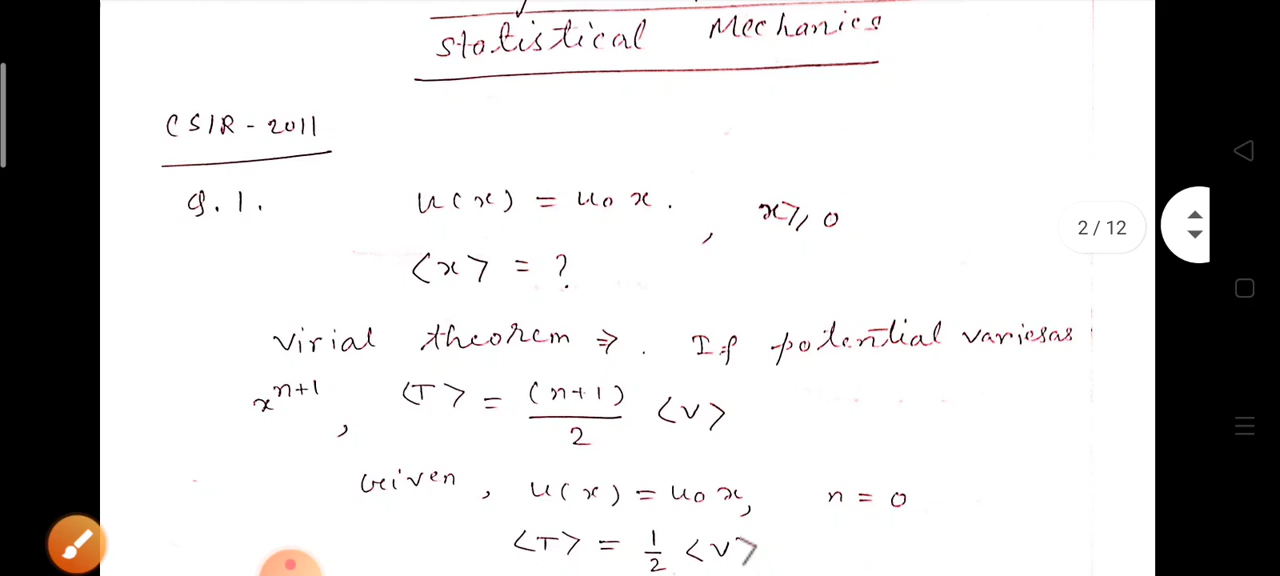 Statistical Mechanics
CSIR - 2011
Q.1. u(x) = u₀ x. , x ≥ 0
<x> = ?
Virial theorem ⇒. If potential varies as
xⁿ⁺¹, <T> = (n+1)/2 <V>
Given, u(x) = u₀ x, n = 0
<T> = 1/2 <V>
2 / 12